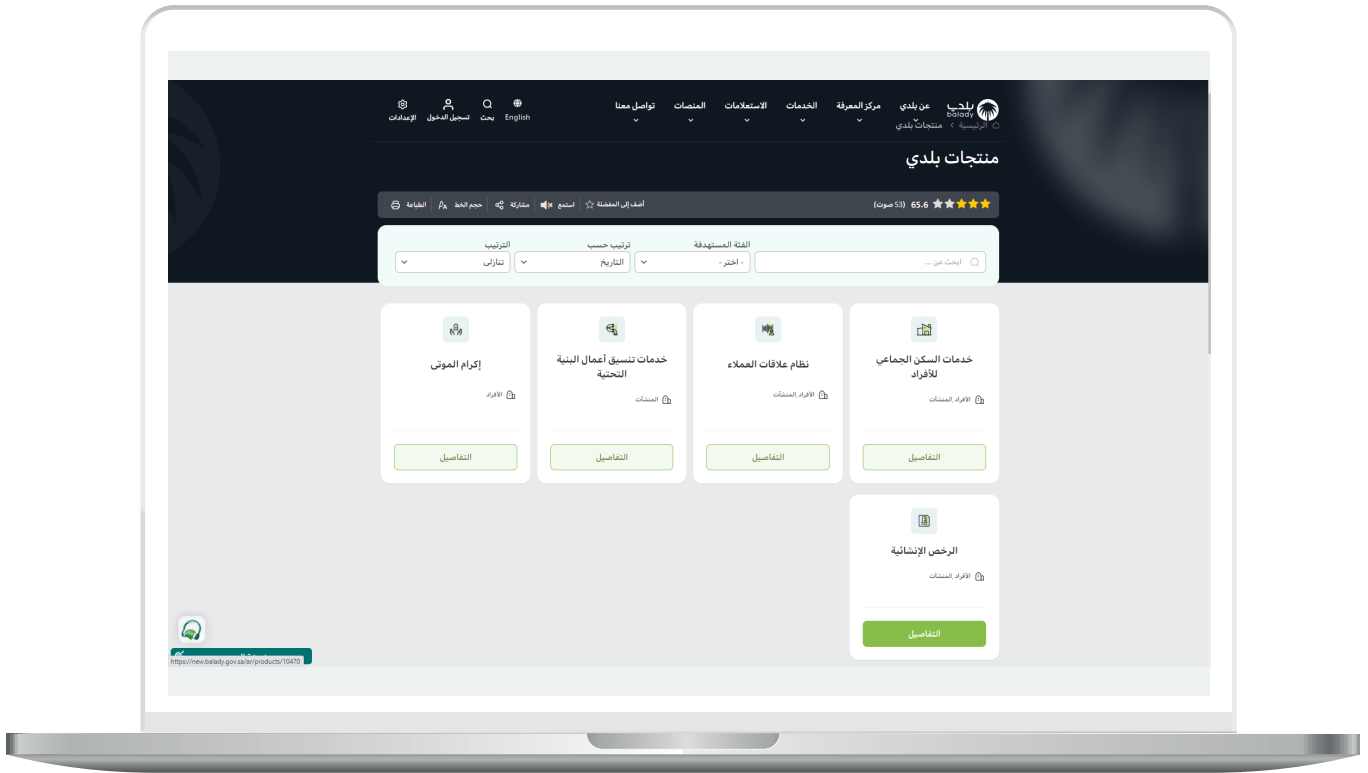 بلدي
balady
عن بلدي
مركز المعرفة
الخدمات
الاستعلامات
المنصات
تواصل معنا
English
بحث
تسجيل الدخول
الإعدادات
الرئيسية > منتجات بلدي
منتجات بلدي
65.6 (53 صوت)
أضف إلى المفضلة
استمع
مشاركة
حجم الخط
الطباعة
الفئة المستهدفة
ترتيب حسب
الترتيب
ابحث عن ...
- اختر -
التاريخ
تنازلي
خدمات السكن الجماعي
للأفراد
الأفراد ,المنشآت
التفاصيل
نظام علاقات العملاء
الأفراد ,المنشآت
التفاصيل
خدمات تنسيق أعمال البنية
التحتية
المنشآت
التفاصيل
إكرام الموتى
الأفراد
التفاصيل
الرخص الإنشائية
الأفراد ,المنشآت
التفاصيل
https://new.balady.gov.sa/ar/products/10470